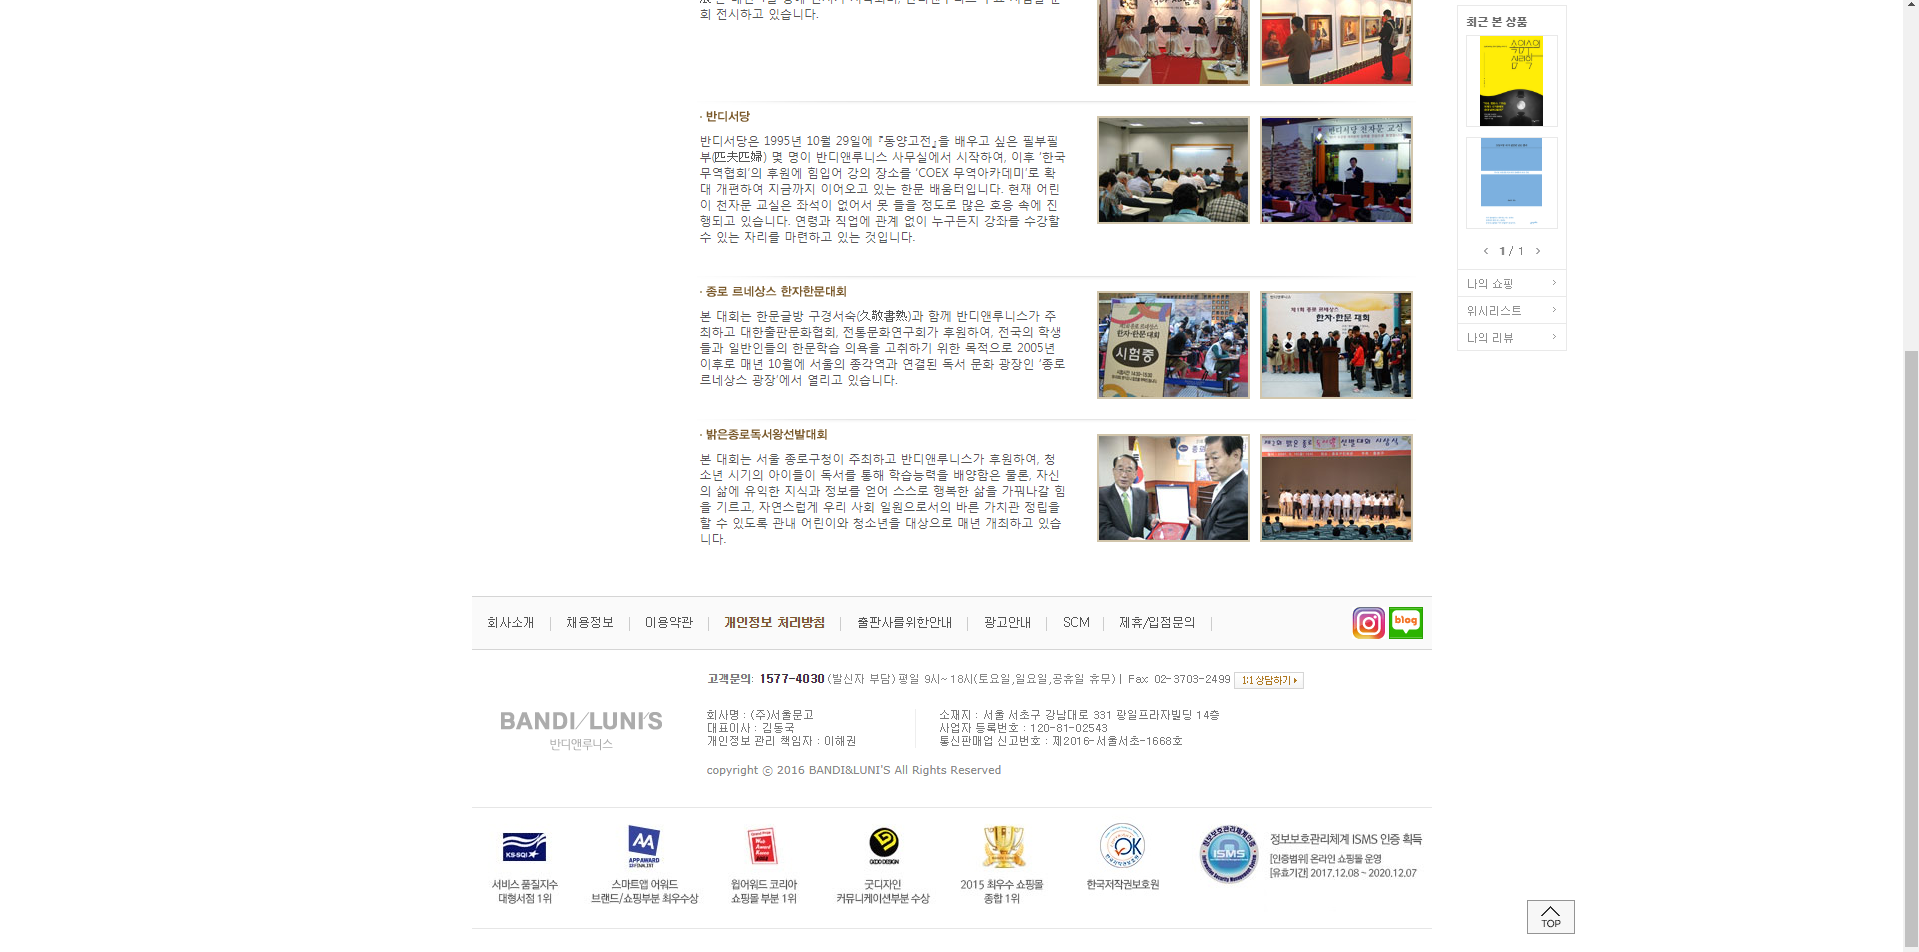 회 전시하고 있습니다.
· 반디서당
반디서당은 1995년 10월 29일에 『동양고전』을 배우고 싶은 필부필
부(匹夫匹婦) 몇 명이 반디앤루니스 사무실에서 시작하여, 이후 '한국
무역협회'의 후원에 힘입어 강의 장소를 'COEX 무역아카데미'로 확
대 개편하여 지금까지 이어오고 있는 한문 배움터입니다. 현재 어린
이 천자문 교실은 좌석이 없어서 못 들을 정도로 많은 호응 속에 진
행되고 있습니다. 연령과 직업에 관계 없이 누구든지 강좌를 수강할
수 있는 자리를 마련하고 있는 것입니다.
반디서당 천자문 교실
· 종로 르네상스 한자한문대회
본 대회는 한문글방 구경서숙(久敬書熟)과 함께 반디앤루니스가 주
최하고 대한출판문화협회, 전통문화연구회가 후원하여, 전국의 학생
들과 일반인들의 한문학습 의욕을 고취하기 위한 목적으로 2005년
이후로 매년 10월에 서울의 종각역과 연결된 독서 문화 광장인 '종로
르네상스 광장'에서 열리고 있습니다.
한자·한문대회
시험중
한자·한문 대회
· 밝은종로독서왕선발대회
본 대회는 서울 종로구청이 주최하고 반디앤루니스가 후원하여, 청
소년 시기의 아이들이 독서를 통해 학습능력을 배양함은 물론, 자신
의 삶에 유익한 지식과 정보를 얻어 스스로 행복한 삶을 가꿔나갈 힘
을 기르고, 자연스럽게 우리 사회 일원으로서의 바른 가치관 정립을
할 수 있도록 관내 어린이와 청소년을 대상으로 매년 개최하고 있습
니다.
최근 본 상품
1 / 1
나의 쇼핑
위시리스트
나의 리뷰
회사소개 채용정보 이용약관 개인정보 처리방침 출판사를위한안내 광고안내 SCM 제휴/입점문의
blog
고객문의: 1577-4030 (발신자 부담) 평일 9시~ 18시(토요일,일요일,공휴일 휴무) | Fax: 02-3703-2499 1:1 상담하기
BANDI/LUNI'S
반디앤루니스
회사명 : (주)서울문고
대표이사 : 김동국
개인정보 관리 책임자 : 이해권
소재지 : 서울 서초구 강남대로 331 광일프라자빌딩 14층
사업자 등록번호 : 120-81-02543
통신판매업 신고번호 : 제2016-서울서초-1668호
copyright ⓒ 2016 BANDI&LUNI'S All Rights Reserved
KS-SQI
서비스 품질지수
대형서점 1위
AA
APP AWARD
스마트앱 어워드
브랜드/쇼핑부분 최우수상
Web Award Korea
웹어워드 코리아
쇼핑몰 부분 1위
GOOD DESIGN
굿디자인
커뮤니케이션부분 수상
2015 최우수 쇼핑몰
종합 1위
OK
한국저작권보호원
ISMS
정보보호관리체계 ISMS 인증 획득
[인증범위] 온라인 쇼핑몰 운영
[유효기간] 2017.12.08 ~ 2020.12.07
TOP